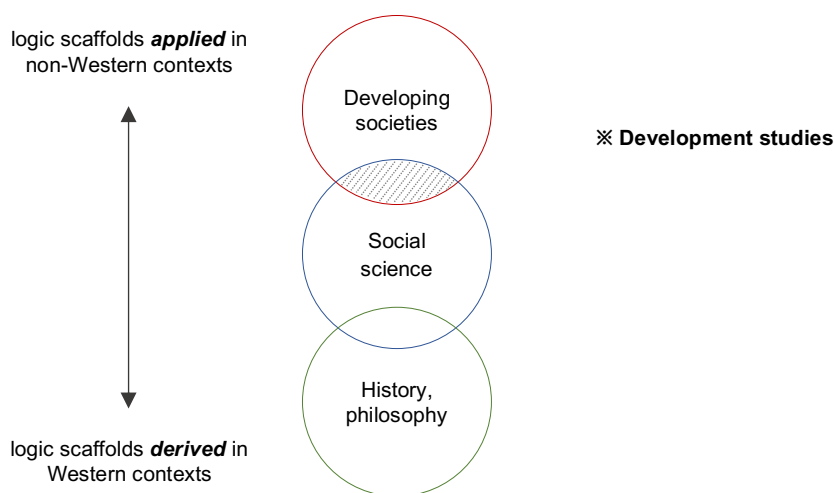 logic scaffolds applied in
non-Western contexts
Developing
societies
※ Development studies
Social
science
History,
philosophy
logic scaffolds derived in
Western contexts